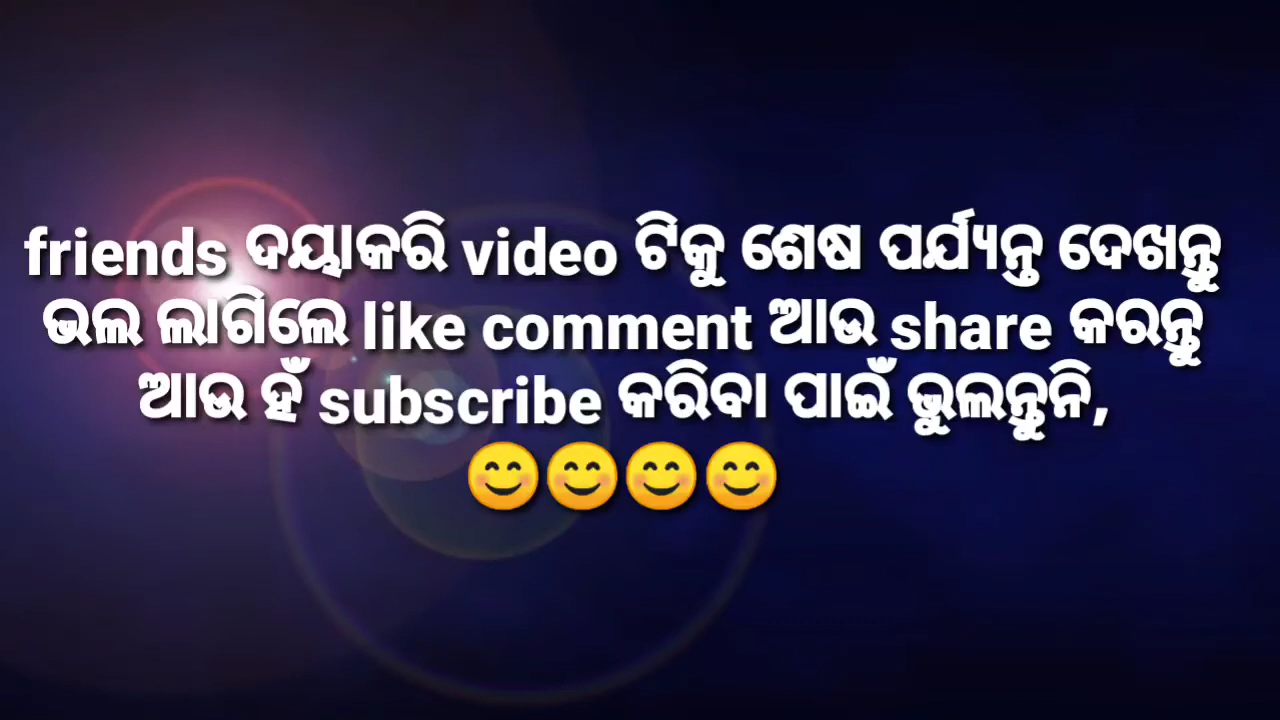 friends ଦୟାକରି video ଟିକୁ ଶେଷ ପର୍ଯ୍ୟନ୍ତ ଦେଖନ୍ତୁ
ଭଲ ଲାଗିଲେ like comment ଆଉ share କରନ୍ତୁ
ଆଉ ହଁ subscribe କରିବା ପାଇଁ ଭୁଲନ୍ତୁନି,
😊😊😊😊